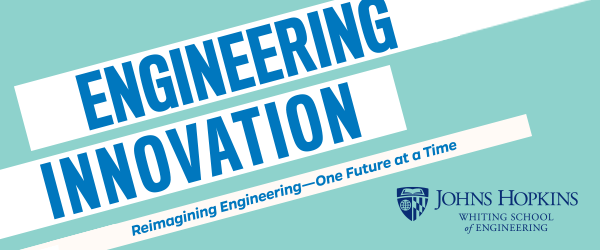 ENGINEERING
INNOVATION
Reimagining Engineering—One Future at a Time
JOHNS HOPKINS
WHITING SCHOOL
of ENGINEERING